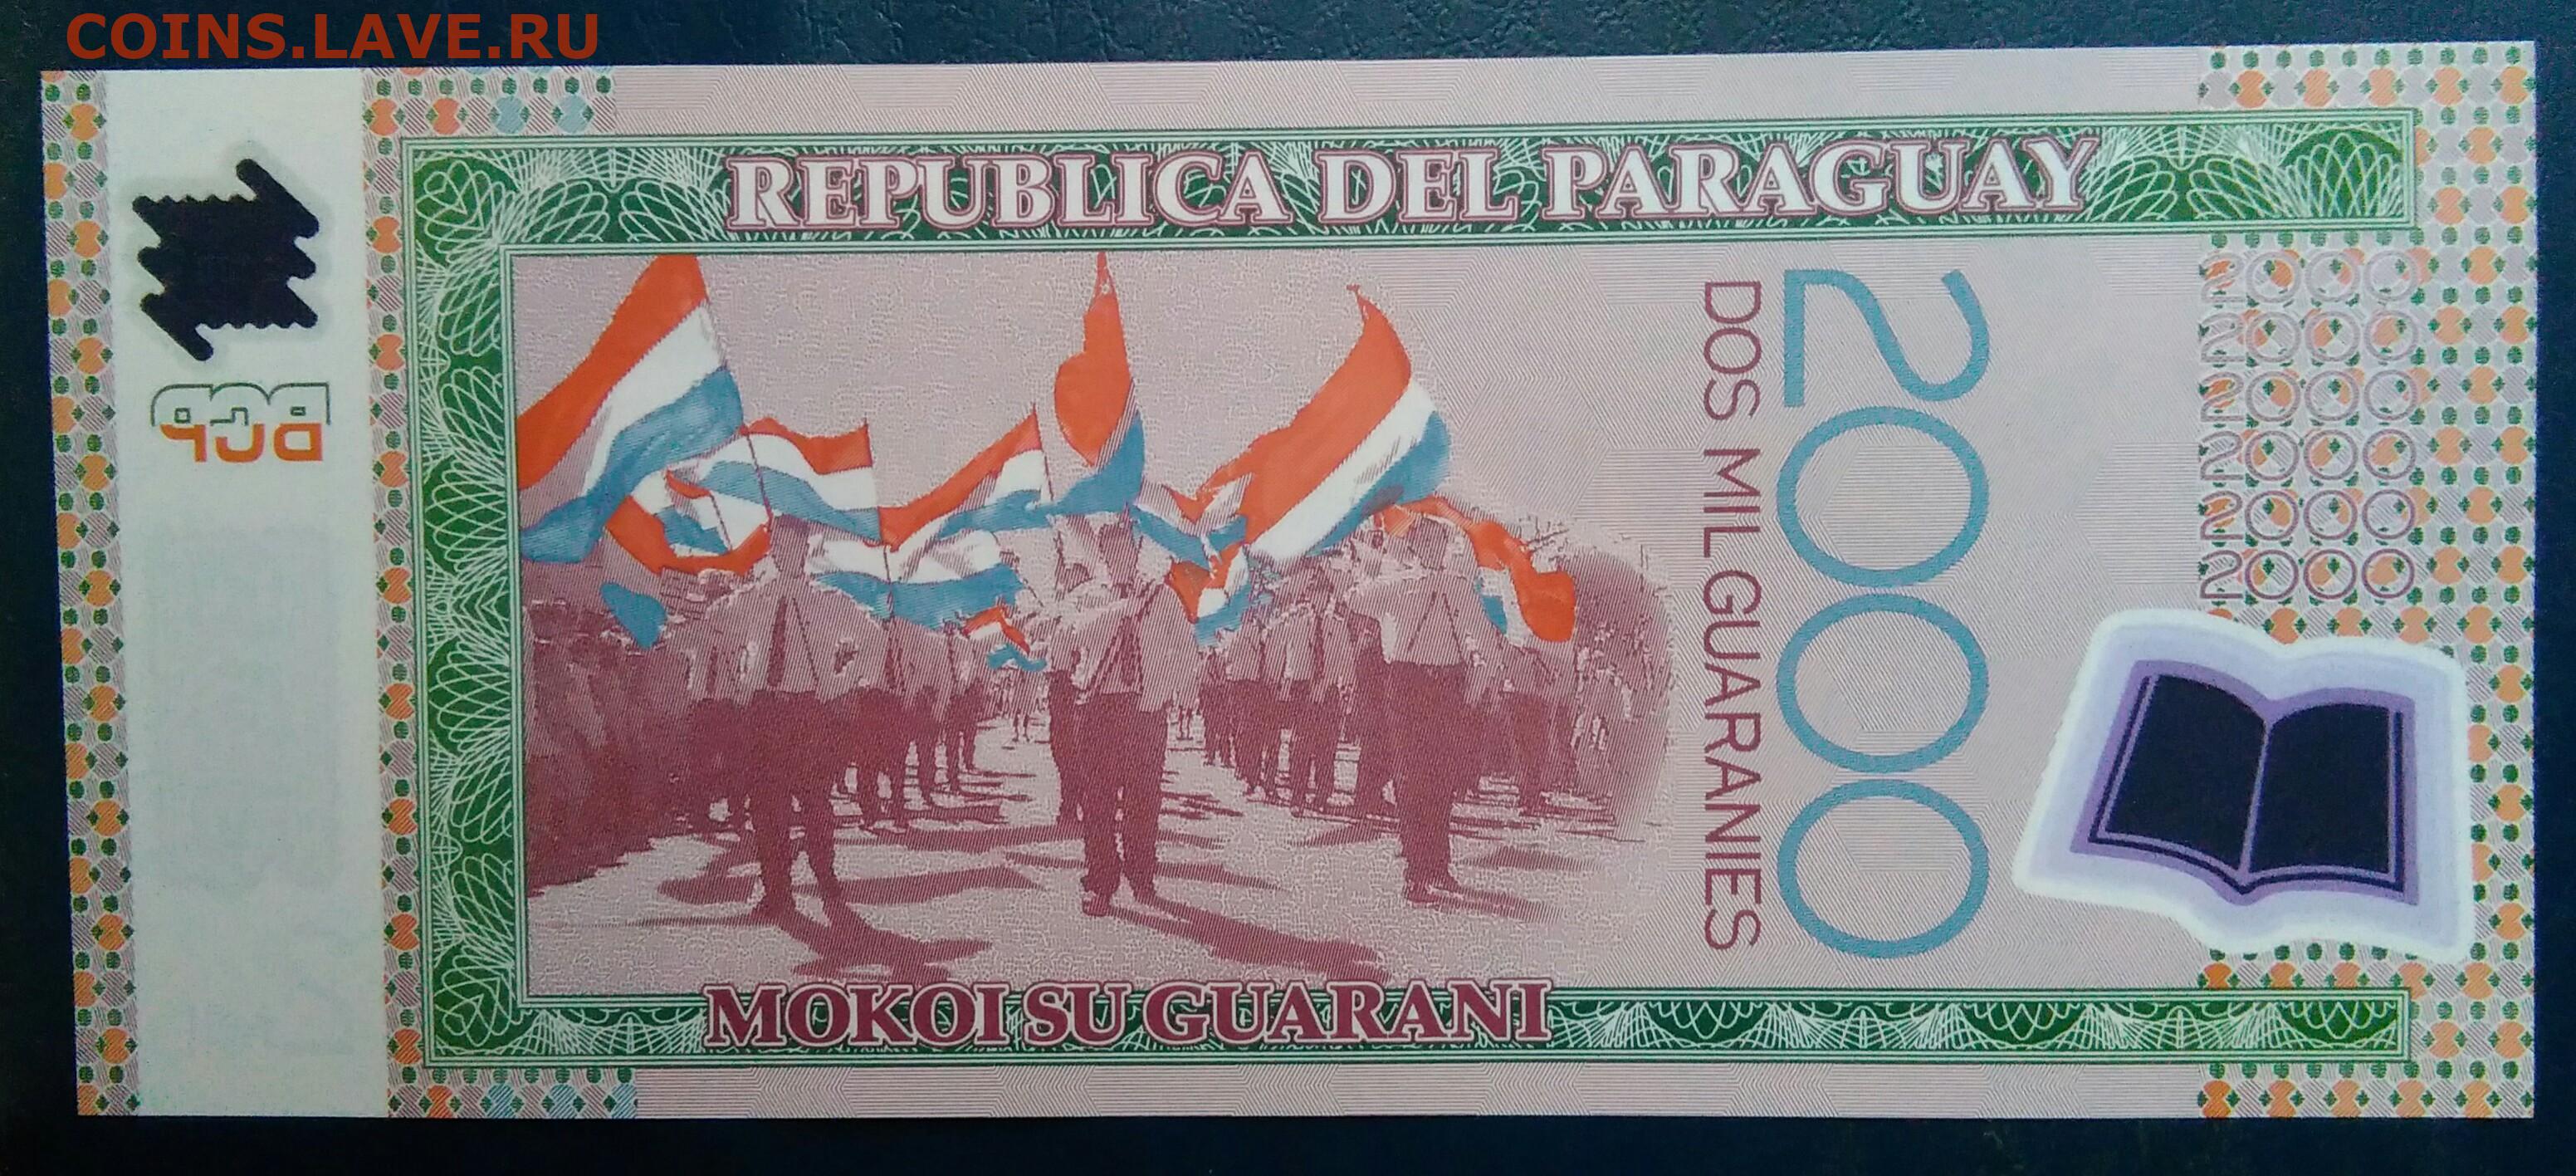 COINS.LAVE.RU
REPUBLICA DEL PARAGUAY
2000
DOS MIL GUARANIES
2000
2000
2000
2000
2000
2000
BCP
MOKOI SU GUARANI